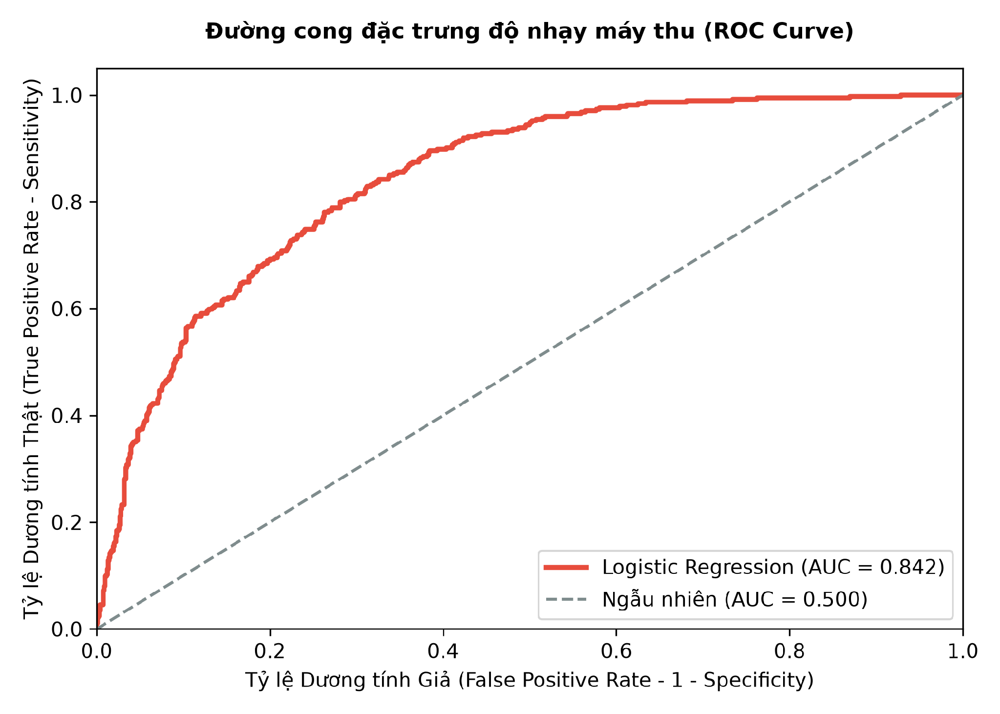 Đường cong đặc trưng độ nhạy máy thu (ROC Curve)
Tỷ lệ Dương tính Thật (True Positive Rate - Sensitivity)
1.0
0.8
0.6
0.4
0.2
0.0
Logistic Regression (AUC = 0.842)
Ngẫu nhiên (AUC = 0.500)
0.0 0.2 0.4 0.6 0.8 1.0
Tỷ lệ Dương tính Giả (False Positive Rate - 1 - Specificity)